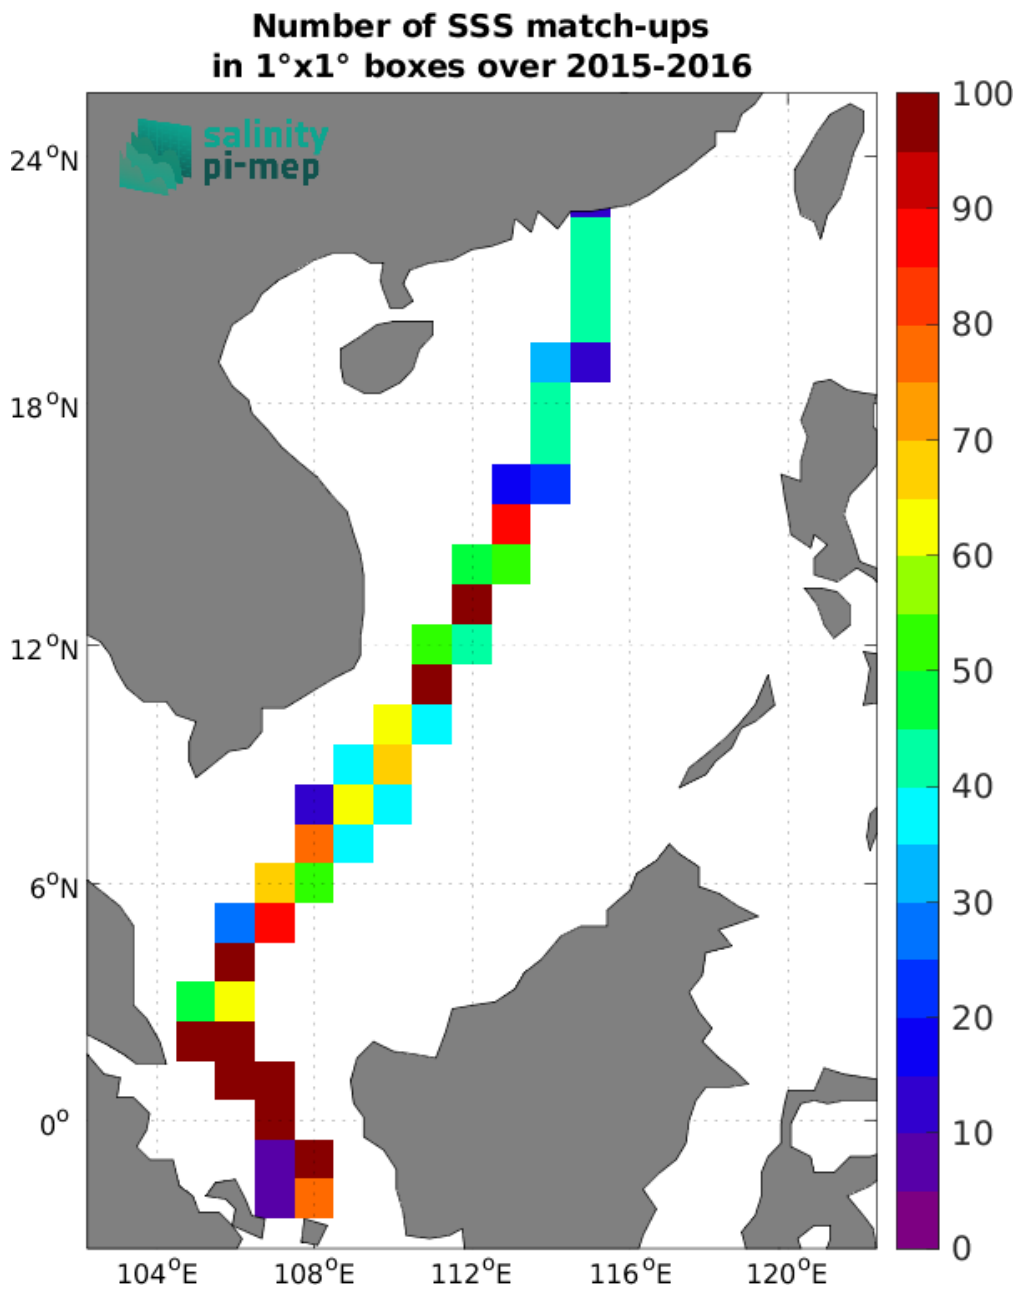 Number of SSS match-ups
in 1°x1° boxes over 2015-2016
salinity
pi-mep
24°N
18°N
12°N
6°N
0°
104°E 108°E 112°E 116°E 120°E
100
90
80
70
60
50
40
30
20
10
0